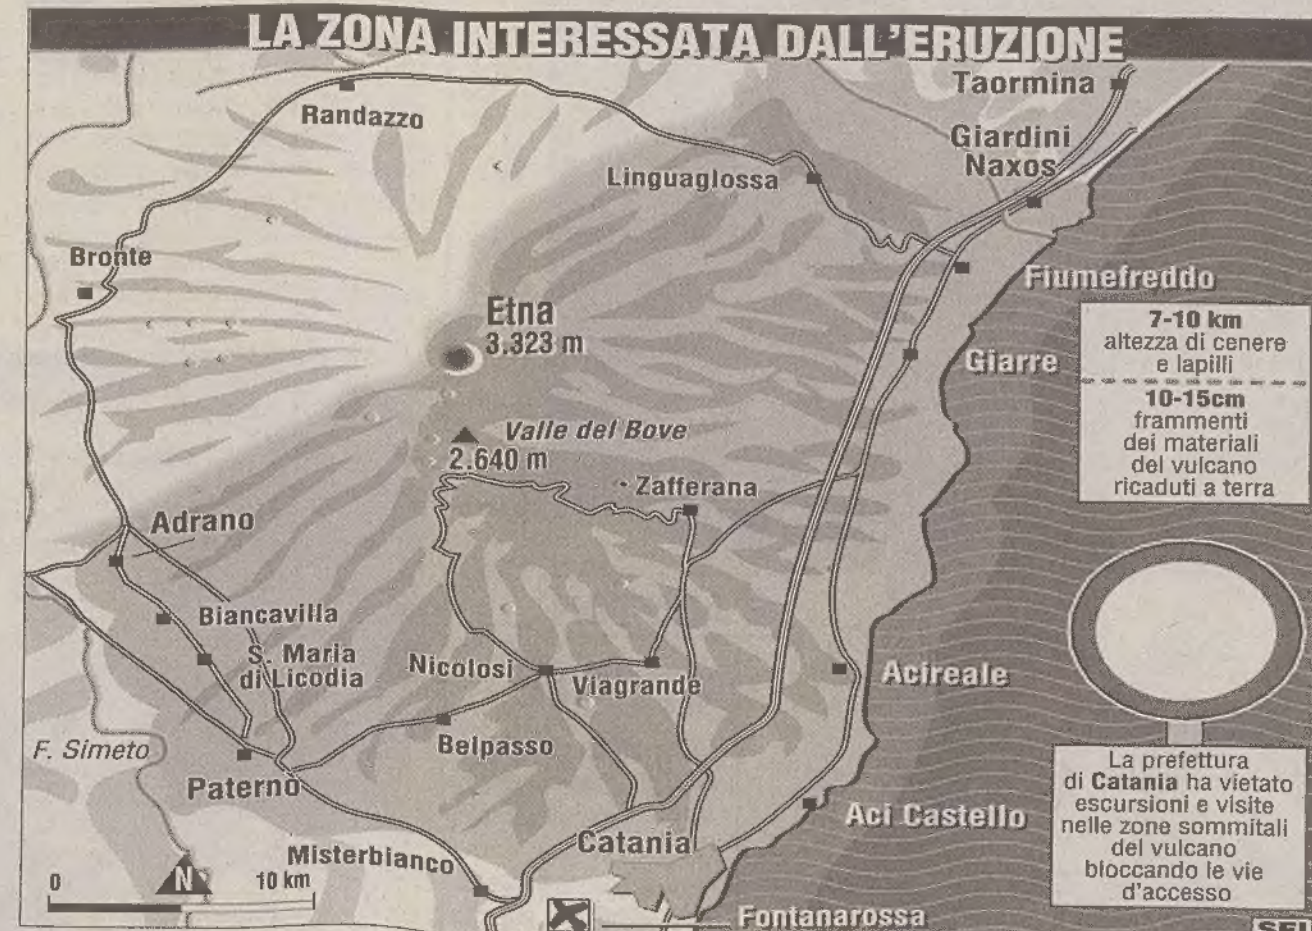 LA ZONA INTERESSATA DALL'ERUZIONE
Taormina
Randazzo
Giardini
Naxos
Linguaglossa
Bronte
Fiumefreddo
Etna
3.323 m
7-10 km
altezza di cenere
e lapilli
Giarre
10-15cm
frammenti
dei materiali
del vulcano
ricaduti a terra
Valle del Bove
2.640 m
Zafferana
Adrano
Biancavilla
S. Maria
di Licodia
Nicolosi
Viagrande
Acireale
Belpasso
F. Simeto
Paternò
La prefettura
di Catania ha vietato
escursioni e visite
nelle zone sommitali
del vulcano
bloccando le vie
d'accesso
Aci Castello
Catania
Misterbianco
0 N 10 km
Fontanarossa